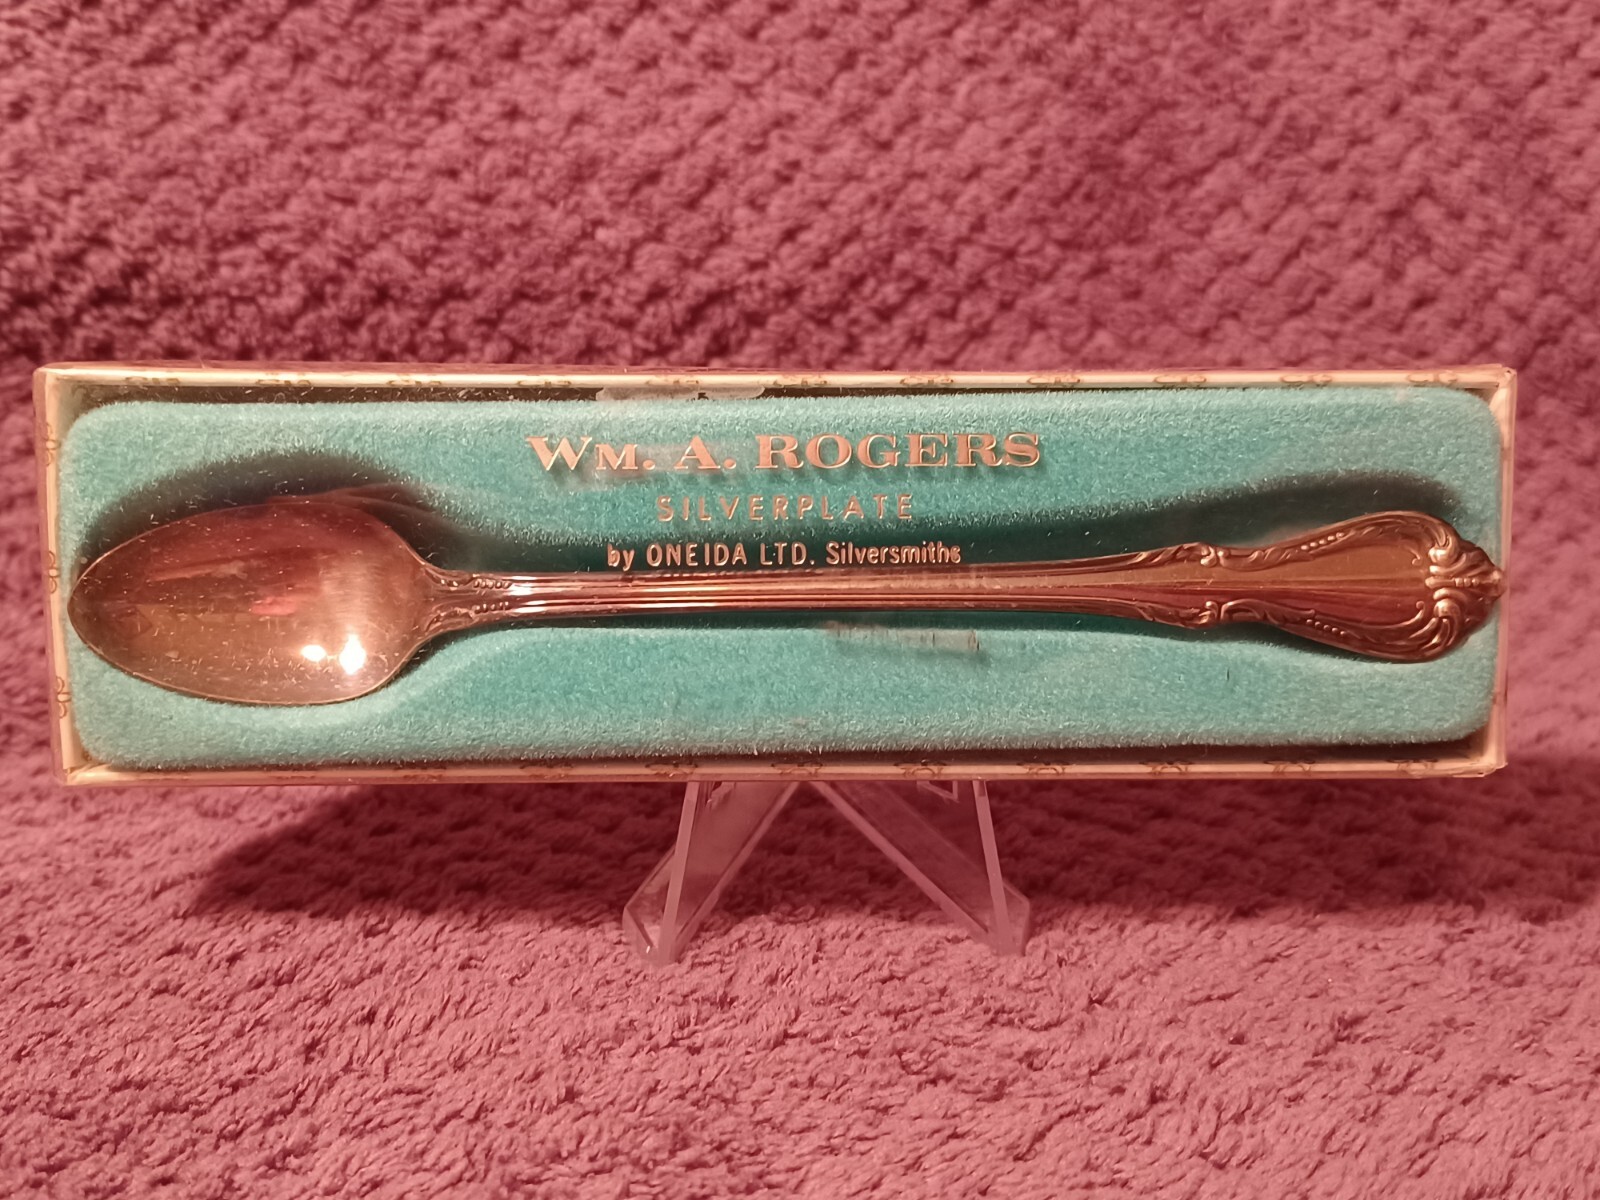 WM. A. ROGERS
SILVERPLATE
by ONEIDA LTD. Silversmiths